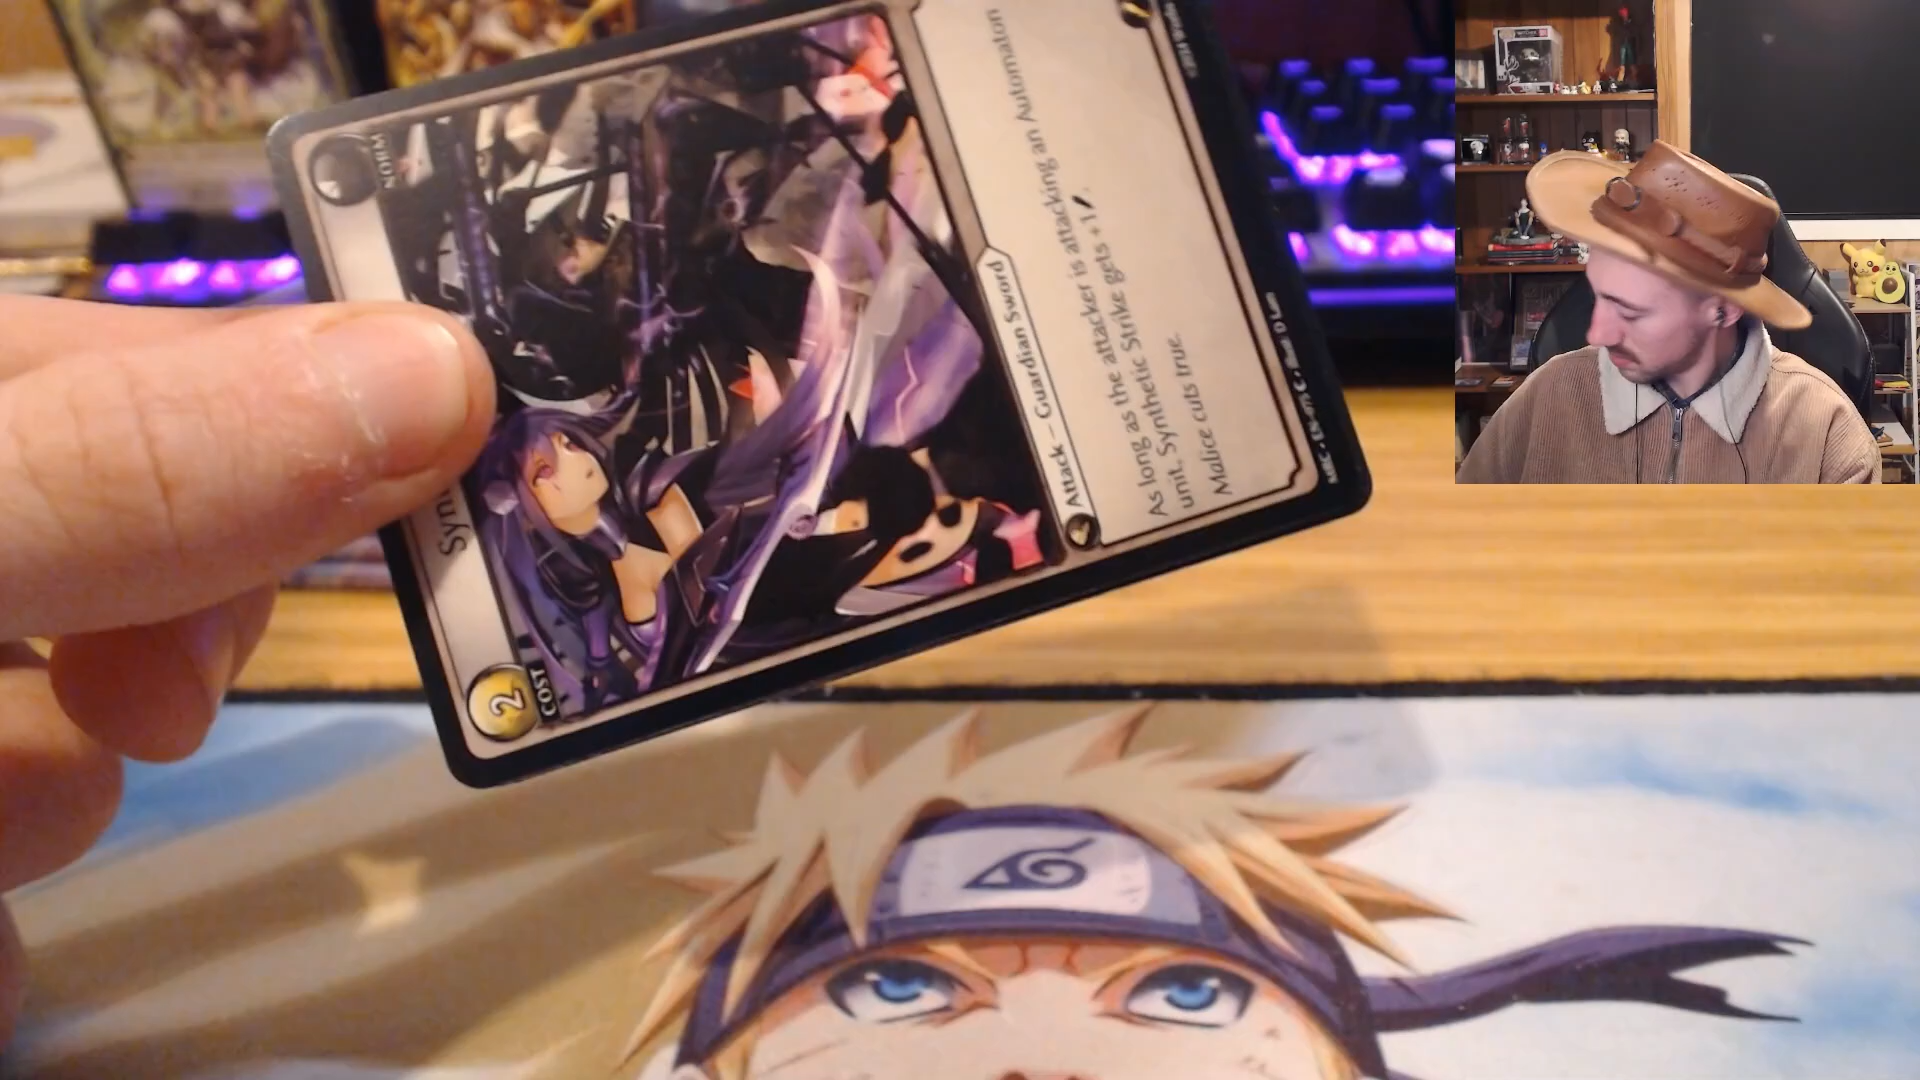 Syn
2
COST
NORM
Attack — Guardian Sword
As long as the attacker is attacking an Automaton
unit, Synthetic Strike gets +1
Malice cuts true.